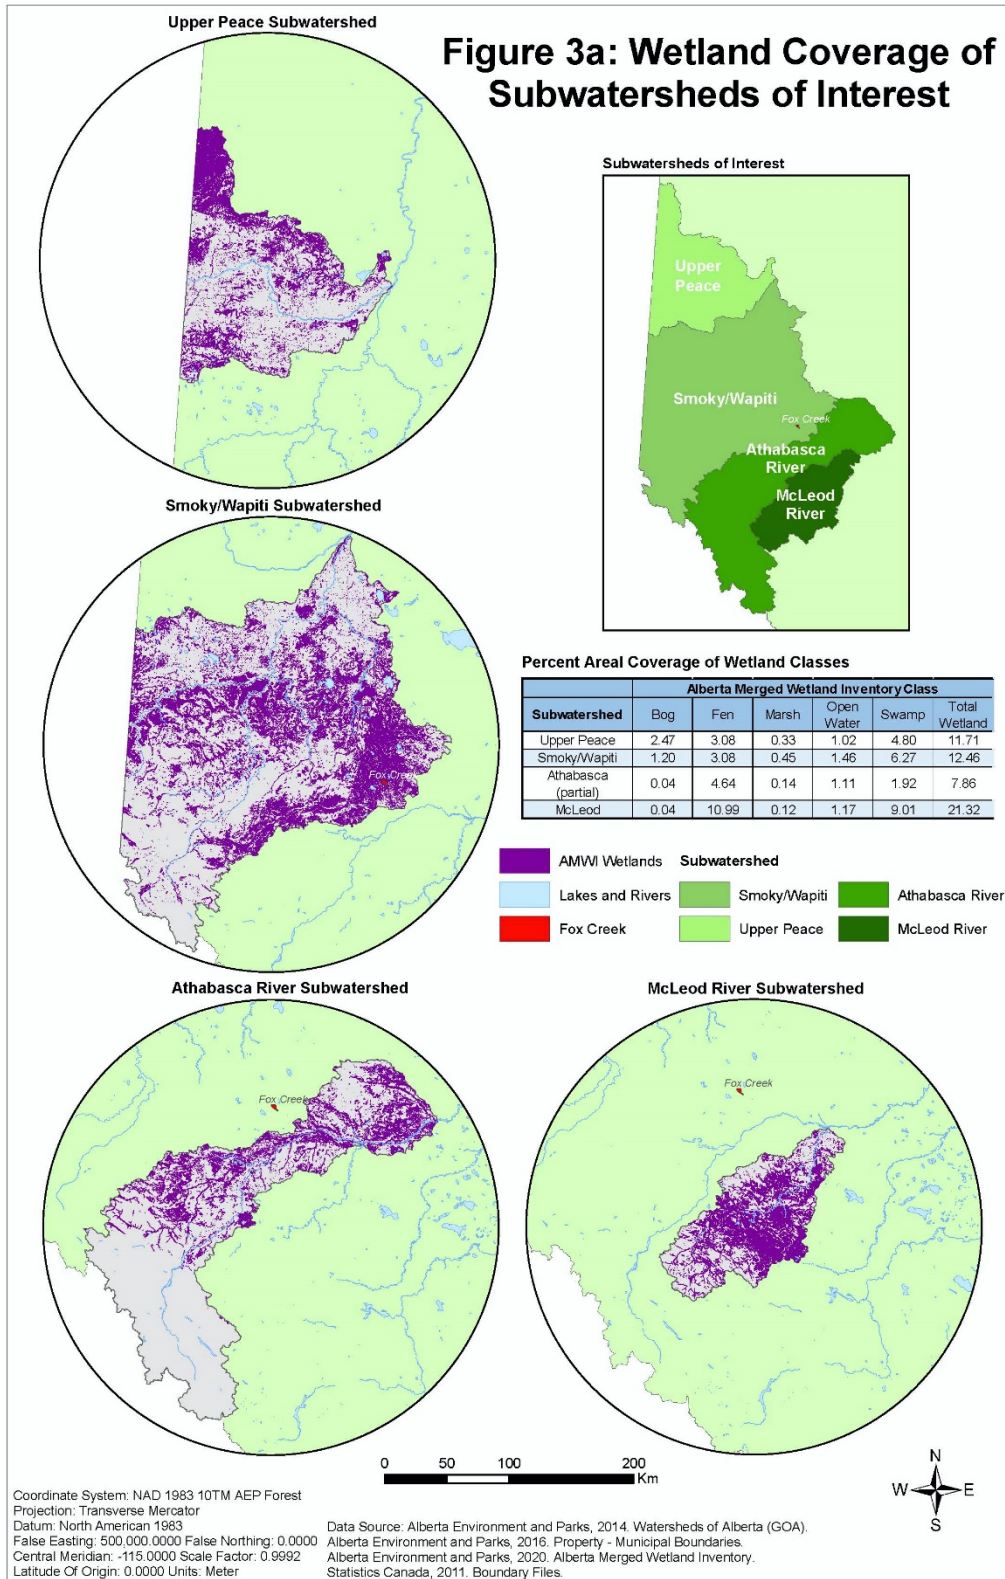 Upper Peace Subwatershed
Figure 3a: Wetland Coverage of
Subwatersheds of Interest
Subwatersheds of Interest
Upper
Peace
Smoky/Wapiti
Fox Creek
Athabasca
River
McLeod
River
Smoky/Wapiti Subwatershed
Fox Creek
Percent Areal Coverage of Wetland Classes
Alberta Merged Wetland Inventory Class
Subwatershed Bog Fen Marsh Open Water Swamp Total Wetland
Upper Peace 2.47 3.08 0.33 1.02 4.80 11.71
Smoky/Wapiti 1.20 3.08 0.45 1.46 6.27 12.46
Athabasca (partial) 0.04 4.64 0.14 1.11 1.92 7.86
McLeod 0.04 10.99 0.12 1.17 9.01 21.32
AMWI Wetlands Subwatershed
Lakes and Rivers Smoky/Wapiti Athabasca River
Fox Creek Upper Peace McLeod River
Athabasca River Subwatershed
Fox Creek
McLeod River Subwatershed
Fox Creek
0 50 100 200
Km
N
W E
S
Coordinate System: NAD 1983 10TM AEP Forest
Projection: Transverse Mercator
Datum: North American 1983
False Easting: 500,000.0000 False Northing: 0.0000
Central Meridian: -115.0000 Scale Factor: 0.9992
Latitude Of Origin: 0.0000 Units: Meter
Data Source: Alberta Environment and Parks, 2014. Watersheds of Alberta (GOA).
Alberta Environment and Parks, 2016. Property - Municipal Boundaries.
Alberta Environment and Parks, 2020. Alberta Merged Wetland Inventory.
Statistics Canada, 2011. Boundary Files.